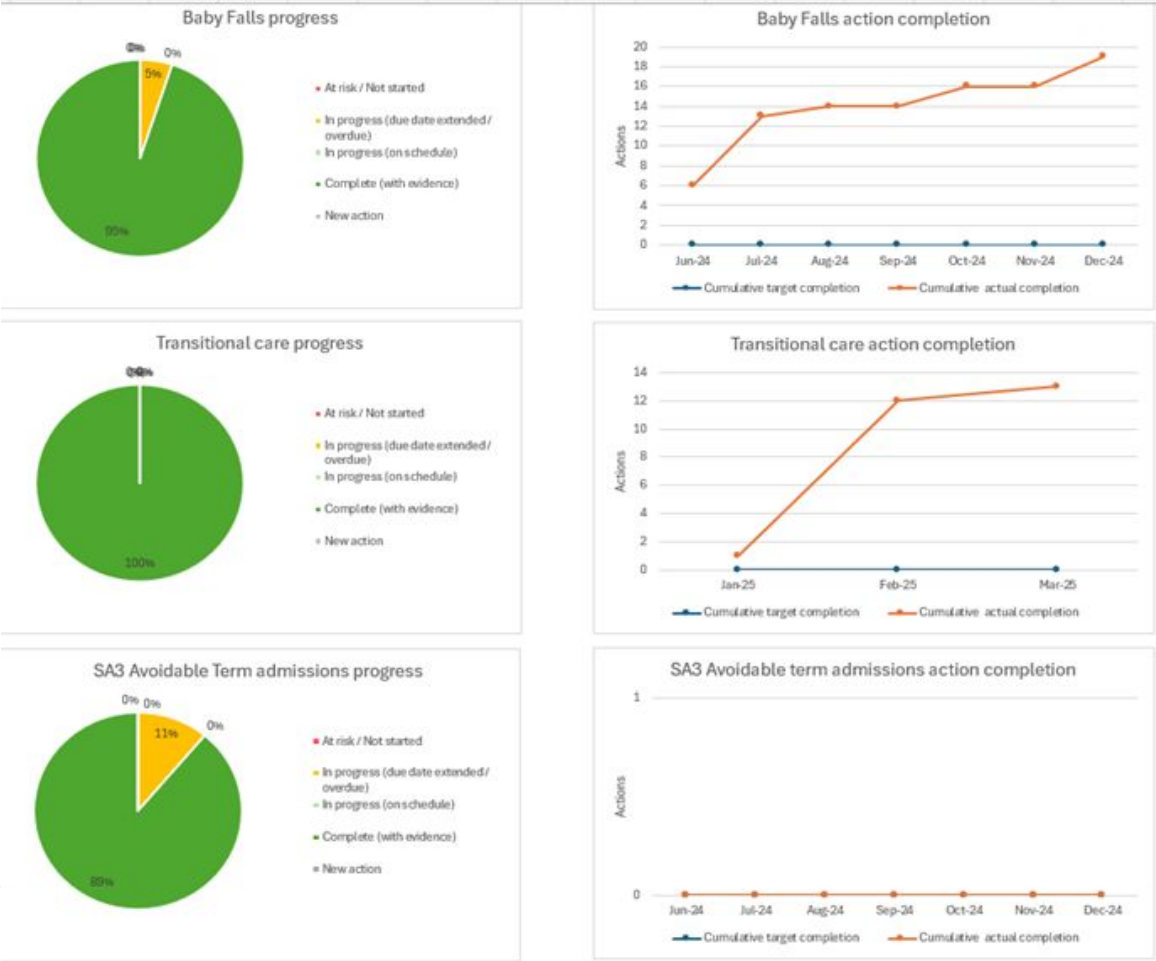 Baby Falls progress
0%
0%
5%
95%
At risk / Not started
In progress (due date extended /
overdue)
In progress (on schedule)
Complete (with evidence)
New action
Baby Falls action completion
20
18
16
14
12
10
8
6
4
2
0
Actions
Jun-24 Jul-24 Aug-24 Sep-24 Oct-24 Nov-24 Dec-24
Cumulative target completion Cumulative actual completion
Transitional care progress
100%
At risk / Not started
In progress (due date extended /
overdue)
In progress (on schedule)
Complete (with evidence)
New action
Transitional care action completion
14
12
10
8
6
4
2
0
Actions
Jan-25 Feb-25 Mar-25
Cumulative target completion Cumulative actual completion
SA3 Avoidable Term admissions progress
0% 0%
0%
11%
89%
At risk / Not started
In progress (due date extended /
overdue)
In progress (on schedule)
Complete (with evidence)
New action
SA3 Avoidable term admissions action completion
1
0
Actions
Jun-24 Jul-24 Aug-24 Sep-24 Oct-24 Nov-24 Dec-24
Cumulative target completion Cumulative actual completion